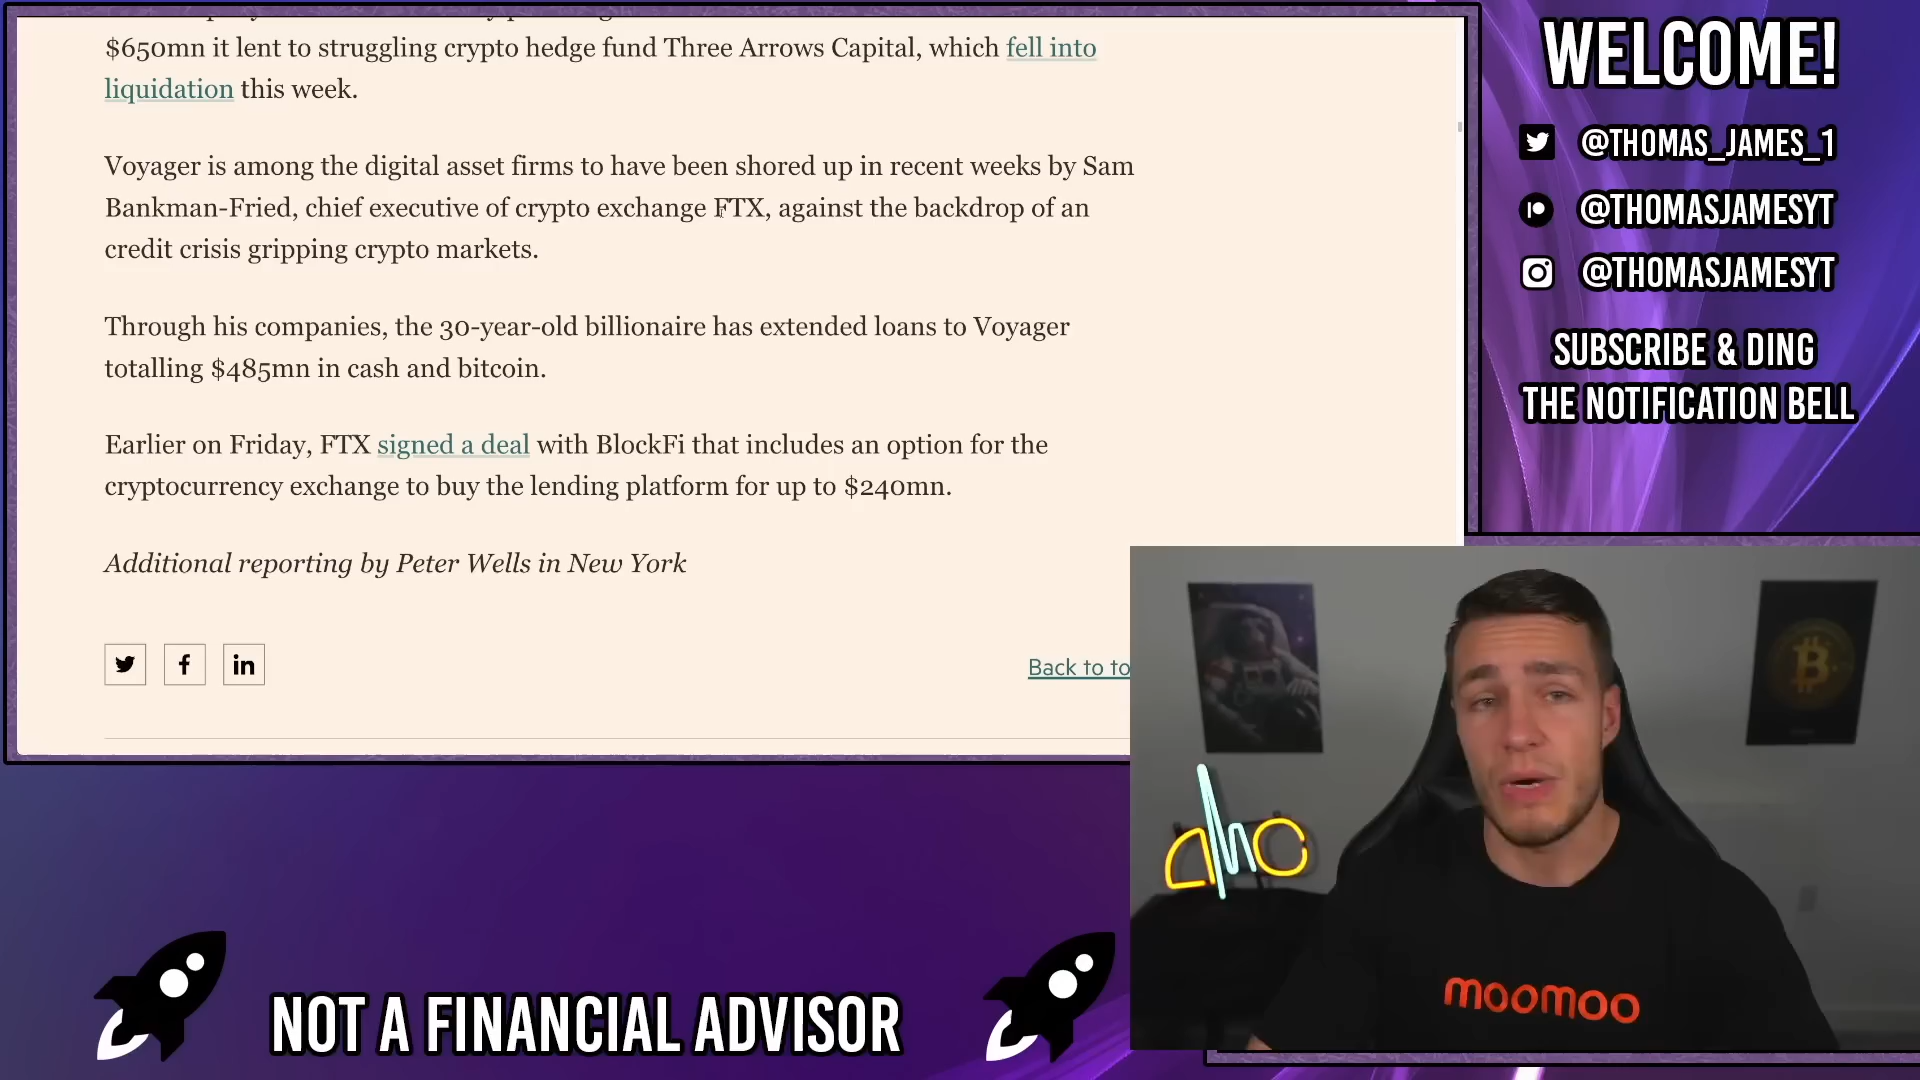 $650mn it lent to struggling crypto hedge fund Three Arrows Capital, which fell into
liquidation this week.
Voyager is among the digital asset firms to have been shored up in recent weeks by Sam
Bankman-Fried, chief executive of crypto exchange FTX, against the backdrop of an
credit crisis gripping crypto markets.
Through his companies, the 30-year-old billionaire has extended loans to Voyager
totalling $485mn in cash and bitcoin.
Earlier on Friday, FTX signed a deal with BlockFi that includes an option for the
cryptocurrency exchange to buy the lending platform for up to $240mn.
Additional reporting by Peter Wells in New York
in
Back to to
WELCOME!
@THOMAS_JAMES_1
@THOMASJAMESYT
@THOMASJAMESYT
SUBSCRIBE & DING
THE NOTIFICATION BELL
moomoo
NOT A FINANCIAL ADVISOR